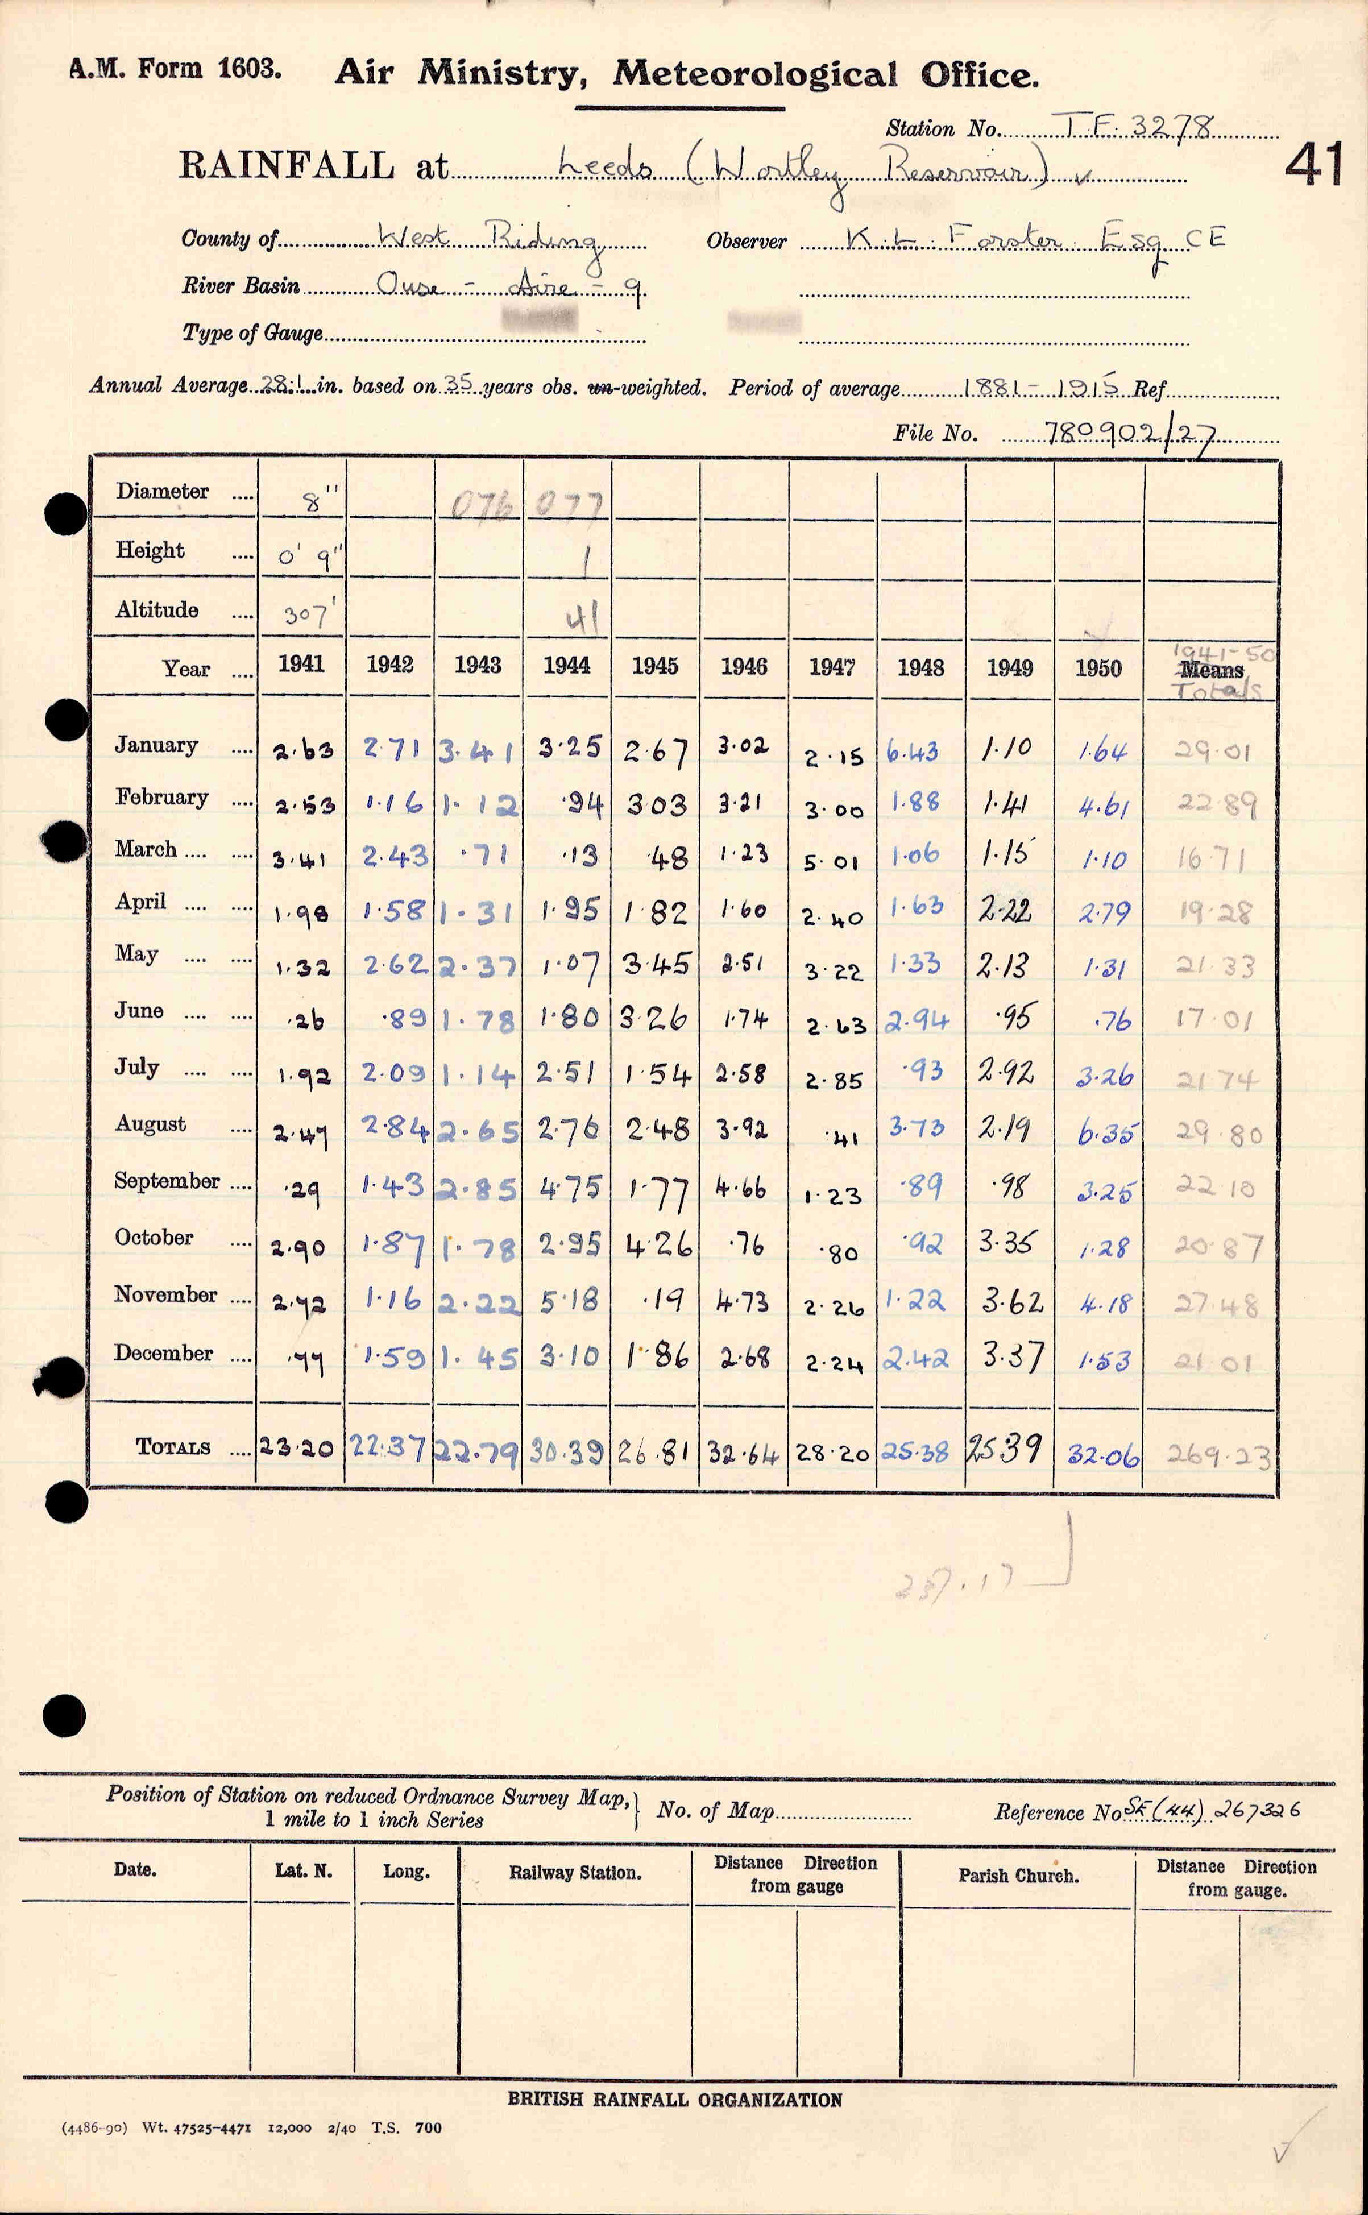 A.M. Form 1603. Air Ministry, Meteorological Office.
Station No. T.F. 3278
RAINFALL at Leeds (Wortley Reservoir) ✓ 41
County of West Riding Observer K. L. Forster Esq CE
River Basin Ouse - Aire - 9
Type of Gauge
Annual Average 28.1 in. based on 35 years obs. un-weighted. Period of average 1881-1915 Ref.
File No. 780902/27
Diameter .... 8" 076 077
Height .... 0' 9" 1
Altitude .... 307' 41
Year .... 1941 1942 1943 1944 1945 1946 1947 1948 1949 1950 1941-50 Means Totals
January .... 2.63 2.71 3.41 3.25 2.67 3.02 2.15 6.43 1.10 1.64 29.01
February .... 2.53 1.16 1.12 .94 3.03 3.21 3.00 1.88 1.41 4.61 22.89
March .... .... 3.41 2.43 .71 .13 .48 1.23 5.01 1.06 1.15 1.10 16.71
April .... .... 1.98 1.58 1.31 1.95 1.82 1.60 2.40 1.63 2.22 2.79 19.28
May .... .... 1.32 2.62 2.37 1.07 3.45 2.51 3.22 1.33 2.13 1.31 21.33
June .... .... .26 .89 1.78 1.80 3.26 1.74 2.63 2.94 .95 .76 17.01
July .... .... 1.92 2.09 1.14 2.51 1.54 2.58 2.85 .93 2.92 3.26 21.74
August .... 2.47 2.84 2.65 2.76 2.48 3.92 .41 3.73 2.19 6.35 29.80
September .... .29 1.43 2.85 4.75 1.77 4.66 1.23 .89 .98 3.25 22.10
October .... 2.90 1.87 1.78 2.95 4.26 .76 .80 .92 3.35 1.28 20.87
November .... 2.72 1.16 2.22 5.18 .19 4.73 2.26 1.22 3.62 4.18 27.48
December .... .77 1.59 1.45 3.10 1.86 2.68 2.24 2.42 3.37 1.53 21.01
TOTALS .... 23.20 22.37 22.79 30.39 26.81 32.64 28.20 25.38 25.39 32.06 269.23
237.17
Position of Station on reduced Ordnance Survey Map, 1 mile to 1 inch Series } No. of Map Reference No SE (44) 267326
Date. Lat. N. Long. Railway Station. Distance Direction from gauge Parish Church. Distance Direction from gauge.
BRITISH RAINFALL ORGANIZATION
(4486-90) Wt. 47525-4471 12,000 2/40 T.S. 700